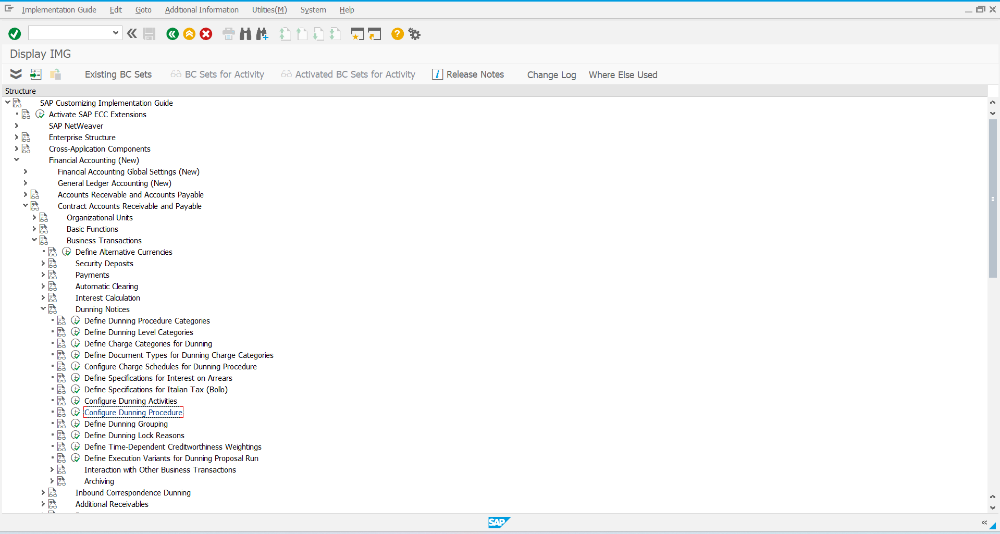 Implementation Guide Edit Goto Additional Information Utilities(M) System Help
Display IMG
Existing BC Sets BC Sets for Activity Activated BC Sets for Activity Release Notes Change Log Where Else Used
Structure
SAP Customizing Implementation Guide
Activate SAP ECC Extensions
SAP NetWeaver
Enterprise Structure
Cross-Application Components
Financial Accounting (New)
Financial Accounting Global Settings (New)
General Ledger Accounting (New)
Accounts Receivable and Accounts Payable
Contract Accounts Receivable and Payable
Organizational Units
Basic Functions
Business Transactions
Define Alternative Currencies
Security Deposits
Payments
Automatic Clearing
Interest Calculation
Dunning Notices
Define Dunning Procedure Categories
Define Dunning Level Categories
Define Charge Categories for Dunning
Define Document Types for Dunning Charge Categories
Configure Charge Schedules for Dunning Procedure
Define Specifications for Interest on Arrears
Define Specifications for Italian Tax (Bollo)
Configure Dunning Activities
Configure Dunning Procedure
Define Dunning Grouping
Define Dunning Lock Reasons
Define Time-Dependent Creditworthiness Weightings
Define Execution Variants for Dunning Proposal Run
Interaction with Other Business Transactions
Archiving
Inbound Correspondence Dunning
Additional Receivables
SAP